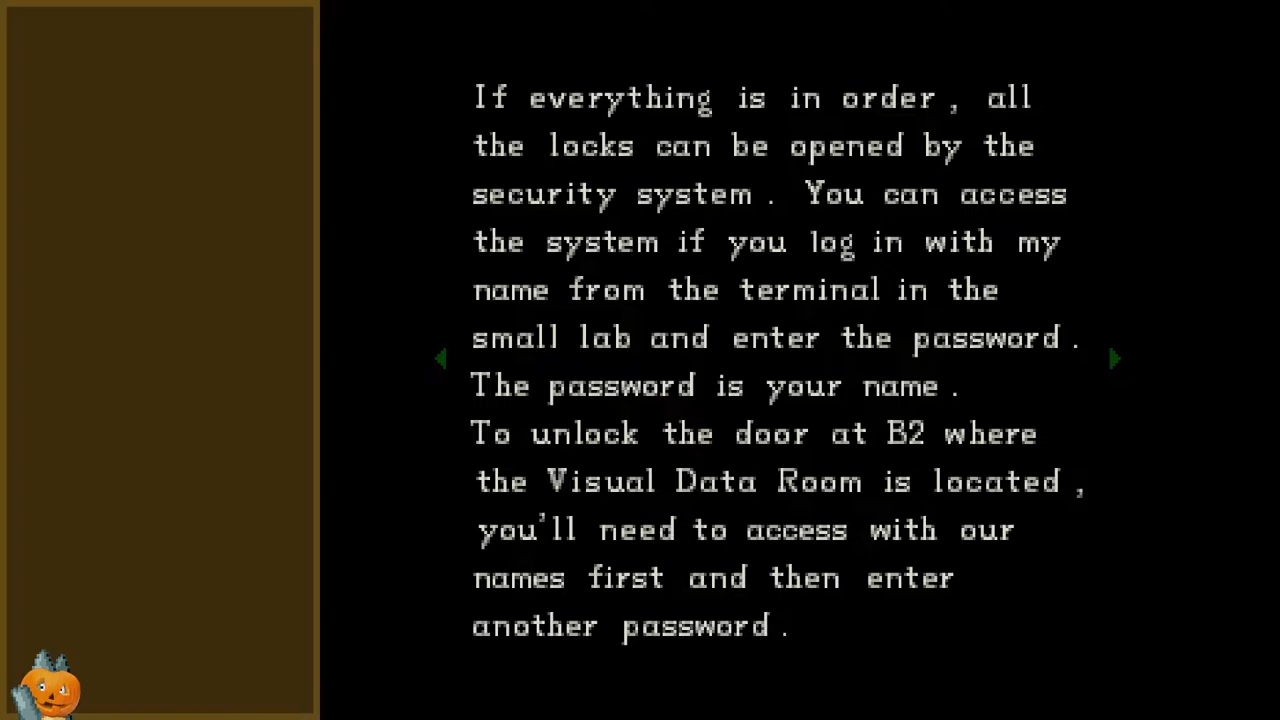 If everything is in order, all
the locks can be opened by the
security system. You can access
the system if you log in with my
name from the terminal in the
small lab and enter the password.
The password is your name.
To unlock the door at B2 where
the Visual Data Room is located,
you'll need to access with our
names first and then enter
another password.